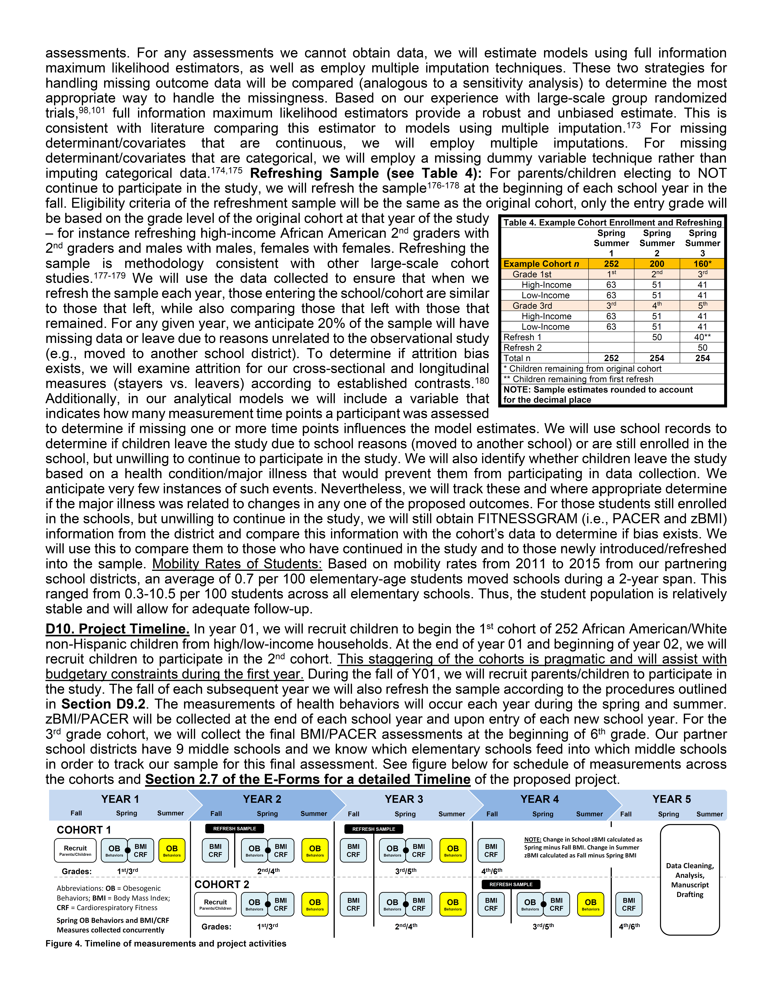 assessments. For any assessments we cannot obtain data, we will estimate models using full information
maximum likelihood estimators, as well as employ multiple imputation techniques. These two strategies for
handling missing outcome data will be compared (analogous to a sensitivity analysis) to determine the most
appropriate way to handle the missingness. Based on our experience with large-scale group randomized
trials,98,101 full information maximum likelihood estimators provide a robust and unbiased estimate. This is
consistent with literature comparing this estimator to models using multiple imputation.173 For missing
determinant/covariates that are continuous, we will employ multiple imputations. For missing
determinant/covariates that are categorical, we will employ a missing dummy variable technique rather than
imputing categorical data.174,175 Refreshing Sample (see Table 4): For parents/children electing to NOT
continue to participate in the study, we will refresh the sample176-178 at the beginning of each school year in the
fall. Eligibility criteria of the refreshment sample will be the same as the original cohort, only the entry grade will
be based on the grade level of the original cohort at that year of the study
– for instance refreshing high-income African American 2nd graders with
2nd graders and males with males, females with females. Refreshing the
sample is methodology consistent with other large-scale cohort
studies.177-179 We will use the data collected to ensure that when we
refresh the sample each year, those entering the school/cohort are similar
to those that left, while also comparing those that left with those that
remained. For any given year, we anticipate 20% of the sample will have
missing data or leave due to reasons unrelated to the observational study
(e.g., moved to another school district). To determine if attrition bias
exists, we will examine attrition for our cross-sectional and longitudinal
measures (stayers vs. leavers) according to established contrasts.180
Additionally, in our analytical models we will include a variable that
indicates how many measurement time points a participant was assessed
to determine if missing one or more time points influences the model estimates. We will use school records to
determine if children leave the study due to school reasons (moved to another school) or are still enrolled in the
school, but unwilling to continue to participate in the study. We will also identify whether children leave the study
based on a health condition/major illness that would prevent them from participating in data collection. We
anticipate very few instances of such events. Nevertheless, we will track these and where appropriate determine
if the major illness was related to changes in any one of the proposed outcomes. For those students still enrolled
in the schools, but unwilling to continue in the study, we will still obtain FITNESSGRAM (i.e., PACER and zBMI)
information from the district and compare this information with the cohort’s data to determine if bias exists. We
will use this to compare them to those who have continued in the study and to those newly introduced/refreshed
into the sample. Mobility Rates of Students: Based on mobility rates from 2011 to 2015 from our partnering
school districts, an average of 0.7 per 100 elementary-age students moved schools during a 2-year span. This
ranged from 0.3-10.5 per 100 students across all elementary schools. Thus, the student population is relatively
stable and will allow for adequate follow-up.
Table 4. Example Cohort Enrollment and Refreshing
Spring Spring Spring
Summer Summer Summer
1 2 3
Example Cohort n 252 200 160*
Grade 1st 1st 2nd 3rd
High-Income 63 51 41
Low-Income 63 51 41
Grade 3rd 3rd 4th 5th
High-Income 63 51 41
Low-Income 63 51 41
Refresh 1 50 40**
Refresh 2 50
Total n 252 254 254
* Children remaining from original cohort
** Children remaining from first refresh
NOTE: Sample estimates rounded to account
for the decimal place
D10. Project Timeline. In year 01, we will recruit children to begin the 1st cohort of 252 African American/White
non-Hispanic children from high/low-income households. At the end of year 01 and beginning of year 02, we will
recruit children to participate in the 2nd cohort. This staggering of the cohorts is pragmatic and will assist with
budgetary constraints during the first year. During the fall of Y01, we will recruit parents/children to participate in
the study. The fall of each subsequent year we will also refresh the sample according to the procedures outlined
in Section D9.2. The measurements of health behaviors will occur each year during the spring and summer.
zBMI/PACER will be collected at the end of each school year and upon entry of each new school year. For the
3rd grade cohort, we will collect the final BMI/PACER assessments at the beginning of 6th grade. Our partner
school districts have 9 middle schools and we know which elementary schools feed into which middle schools
in order to track our sample for this final assessment. See figure below for schedule of measurements across
the cohorts and Section 2.7 of the E-Forms for a detailed Timeline of the proposed project.
YEAR 1 YEAR 2 YEAR 3 YEAR 4 YEAR 5
Fall Spring Summer Fall Spring Summer Fall Spring Summer Fall Spring Summer Fall Spring Summer
COHORT 1
REFRESH SAMPLE REFRESH SAMPLE
Recruit OB BMI OB BMI OB BMI OB BMI OB BMI OB BMI
Parents/Children Behaviors CRF Behaviors CRF Behaviors CRF Behaviors CRF Behaviors CRF Behaviors CRF
NOTE: Change in School zBMI calculated as
Spring minus Fall BMI. Change in Summer
zBMI calculated as Fall minus Spring BMI
Grades: 1st/3rd 2nd/4th 3rd/5th 4th/6th
Data Cleaning,
Analysis,
Manuscript
Drafting
COHORT 2
REFRESH SAMPLE
Abbreviations: OB = Obesogenic
Behaviors; BMI = Body Mass Index;
CRF = Cardiorespiratory Fitness
Spring OB Behaviors and BMI/CRF
Measures collected concurrently
Recruit OB BMI OB BMI OB BMI OB BMI OB BMI OB BMI
Parents/Children Behaviors CRF Behaviors CRF Behaviors CRF Behaviors CRF Behaviors CRF Behaviors CRF
Grades: 1st/3rd 2nd/4th 3rd/5th 4th/6th
Figure 4. Timeline of measurements and project activities